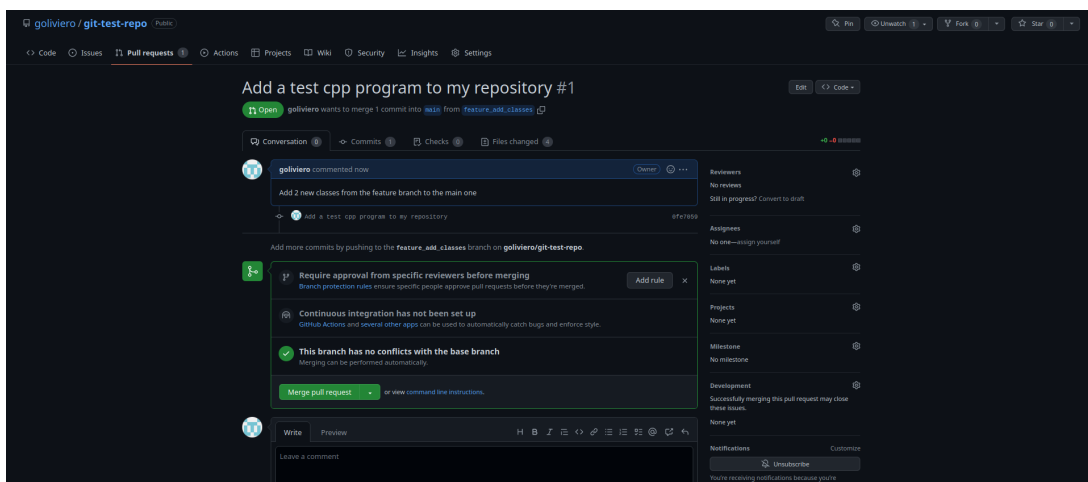 goliviero / git-test-repo Public
Pin
Unwatch 1
Fork 0
Star 0
Code
Issues
Pull requests 1
Actions
Projects
Wiki
Security
Insights
Settings
Add a test cpp program to my repository #1
Edit
Code
Open
goliviero wants to merge 1 commit into main from feature_add_classes
Conversation 0
Commits 1
Checks 0
Files changed 4
+0 −0
goliviero commented now
Owner
Add 2 new classes from the feature branch to the main one
Add a test cpp program to my repository
Add more commits by pushing to the feature_add_classes branch on goliviero/git-test-repo.
Require approval from specific reviewers before merging
Branch protection rules ensure specific people approve pull requests before they're merged.
Add rule
Continuous integration has not been set up
GitHub Actions and several other apps can be used to automatically catch bugs and enforce style.
This branch has no conflicts with the base branch
Merging can be performed automatically.
Merge pull request
or view command line instructions.
Write
Preview
Leave a comment
Reviewers
No reviews
Still in progress? Convert to draft
Assignees
No one—assign yourself
Labels
None yet
Projects
None yet
Milestone
No milestone
Development
Successfully merging this pull request may close
these issues.
None yet
Notifications
Customize
Unsubscribe
You're receiving notifications because you're